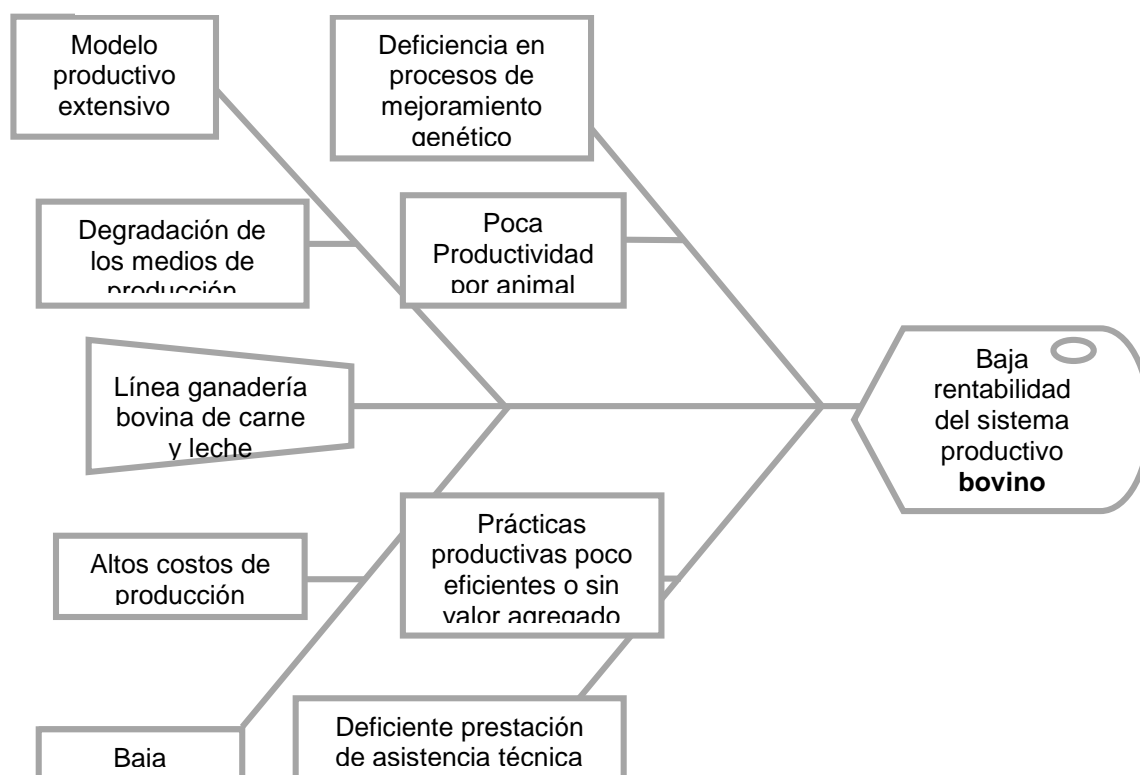 Modelo
productivo
extensivo
Deficiencia en
procesos de
mejoramiento
genético
Degradación de
los medios de
producción
Poca
Productividad
por animal
Línea ganadería
bovina de carne
y leche
Baja
rentabilidad
del sistema
productivo
bovino
Altos costos de
producción
Prácticas
productivas poco
eficientes o sin
valor agregado
Baja
Deficiente prestación
de asistencia técnica